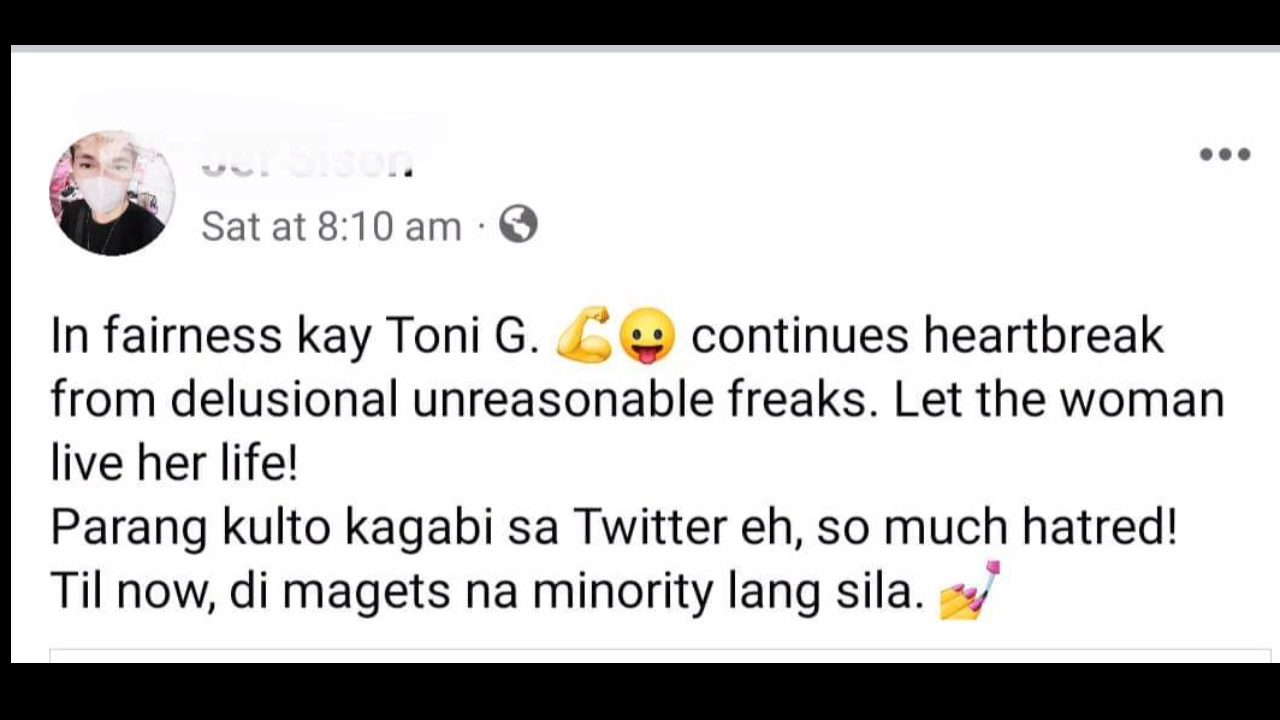 Sat at 8:10 am ·
In fairness kay Toni G. 💪😛 continues heartbreak
from delusional unreasonable freaks. Let the woman
live her life!
Parang kulto kagabi sa Twitter eh, so much hatred!
Til now, di magets na minority lang sila. 💅